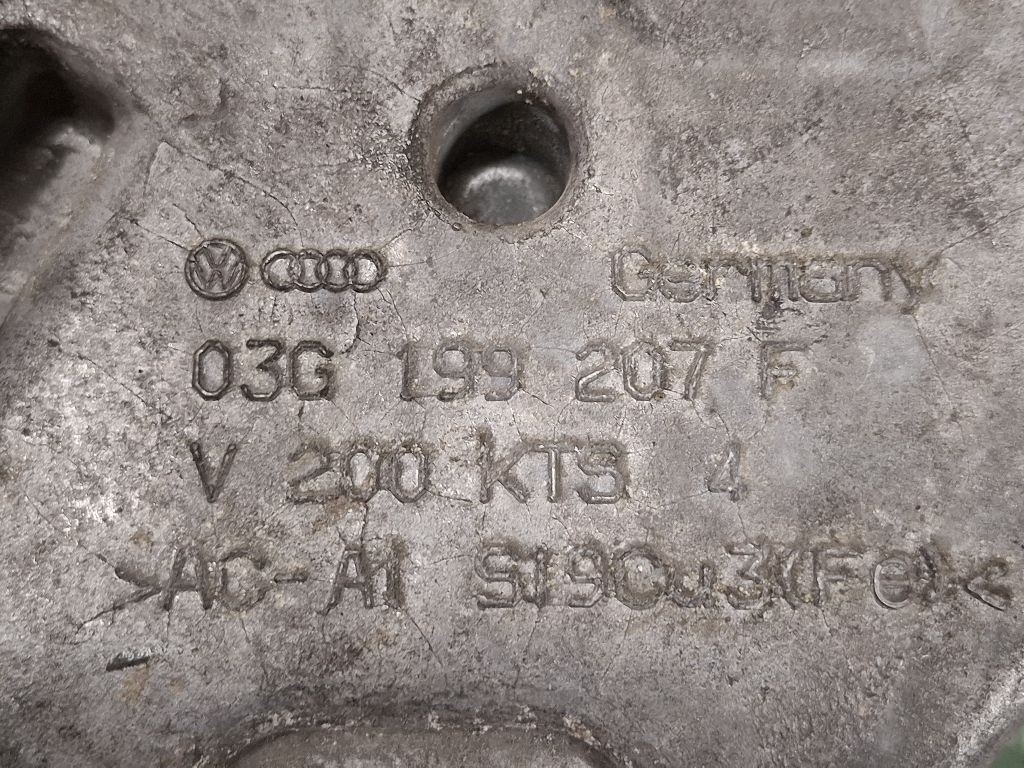 Germany
03G 199 207 F
V 200 KTS 4
>AC-Al Si9Cu3(Fe)<